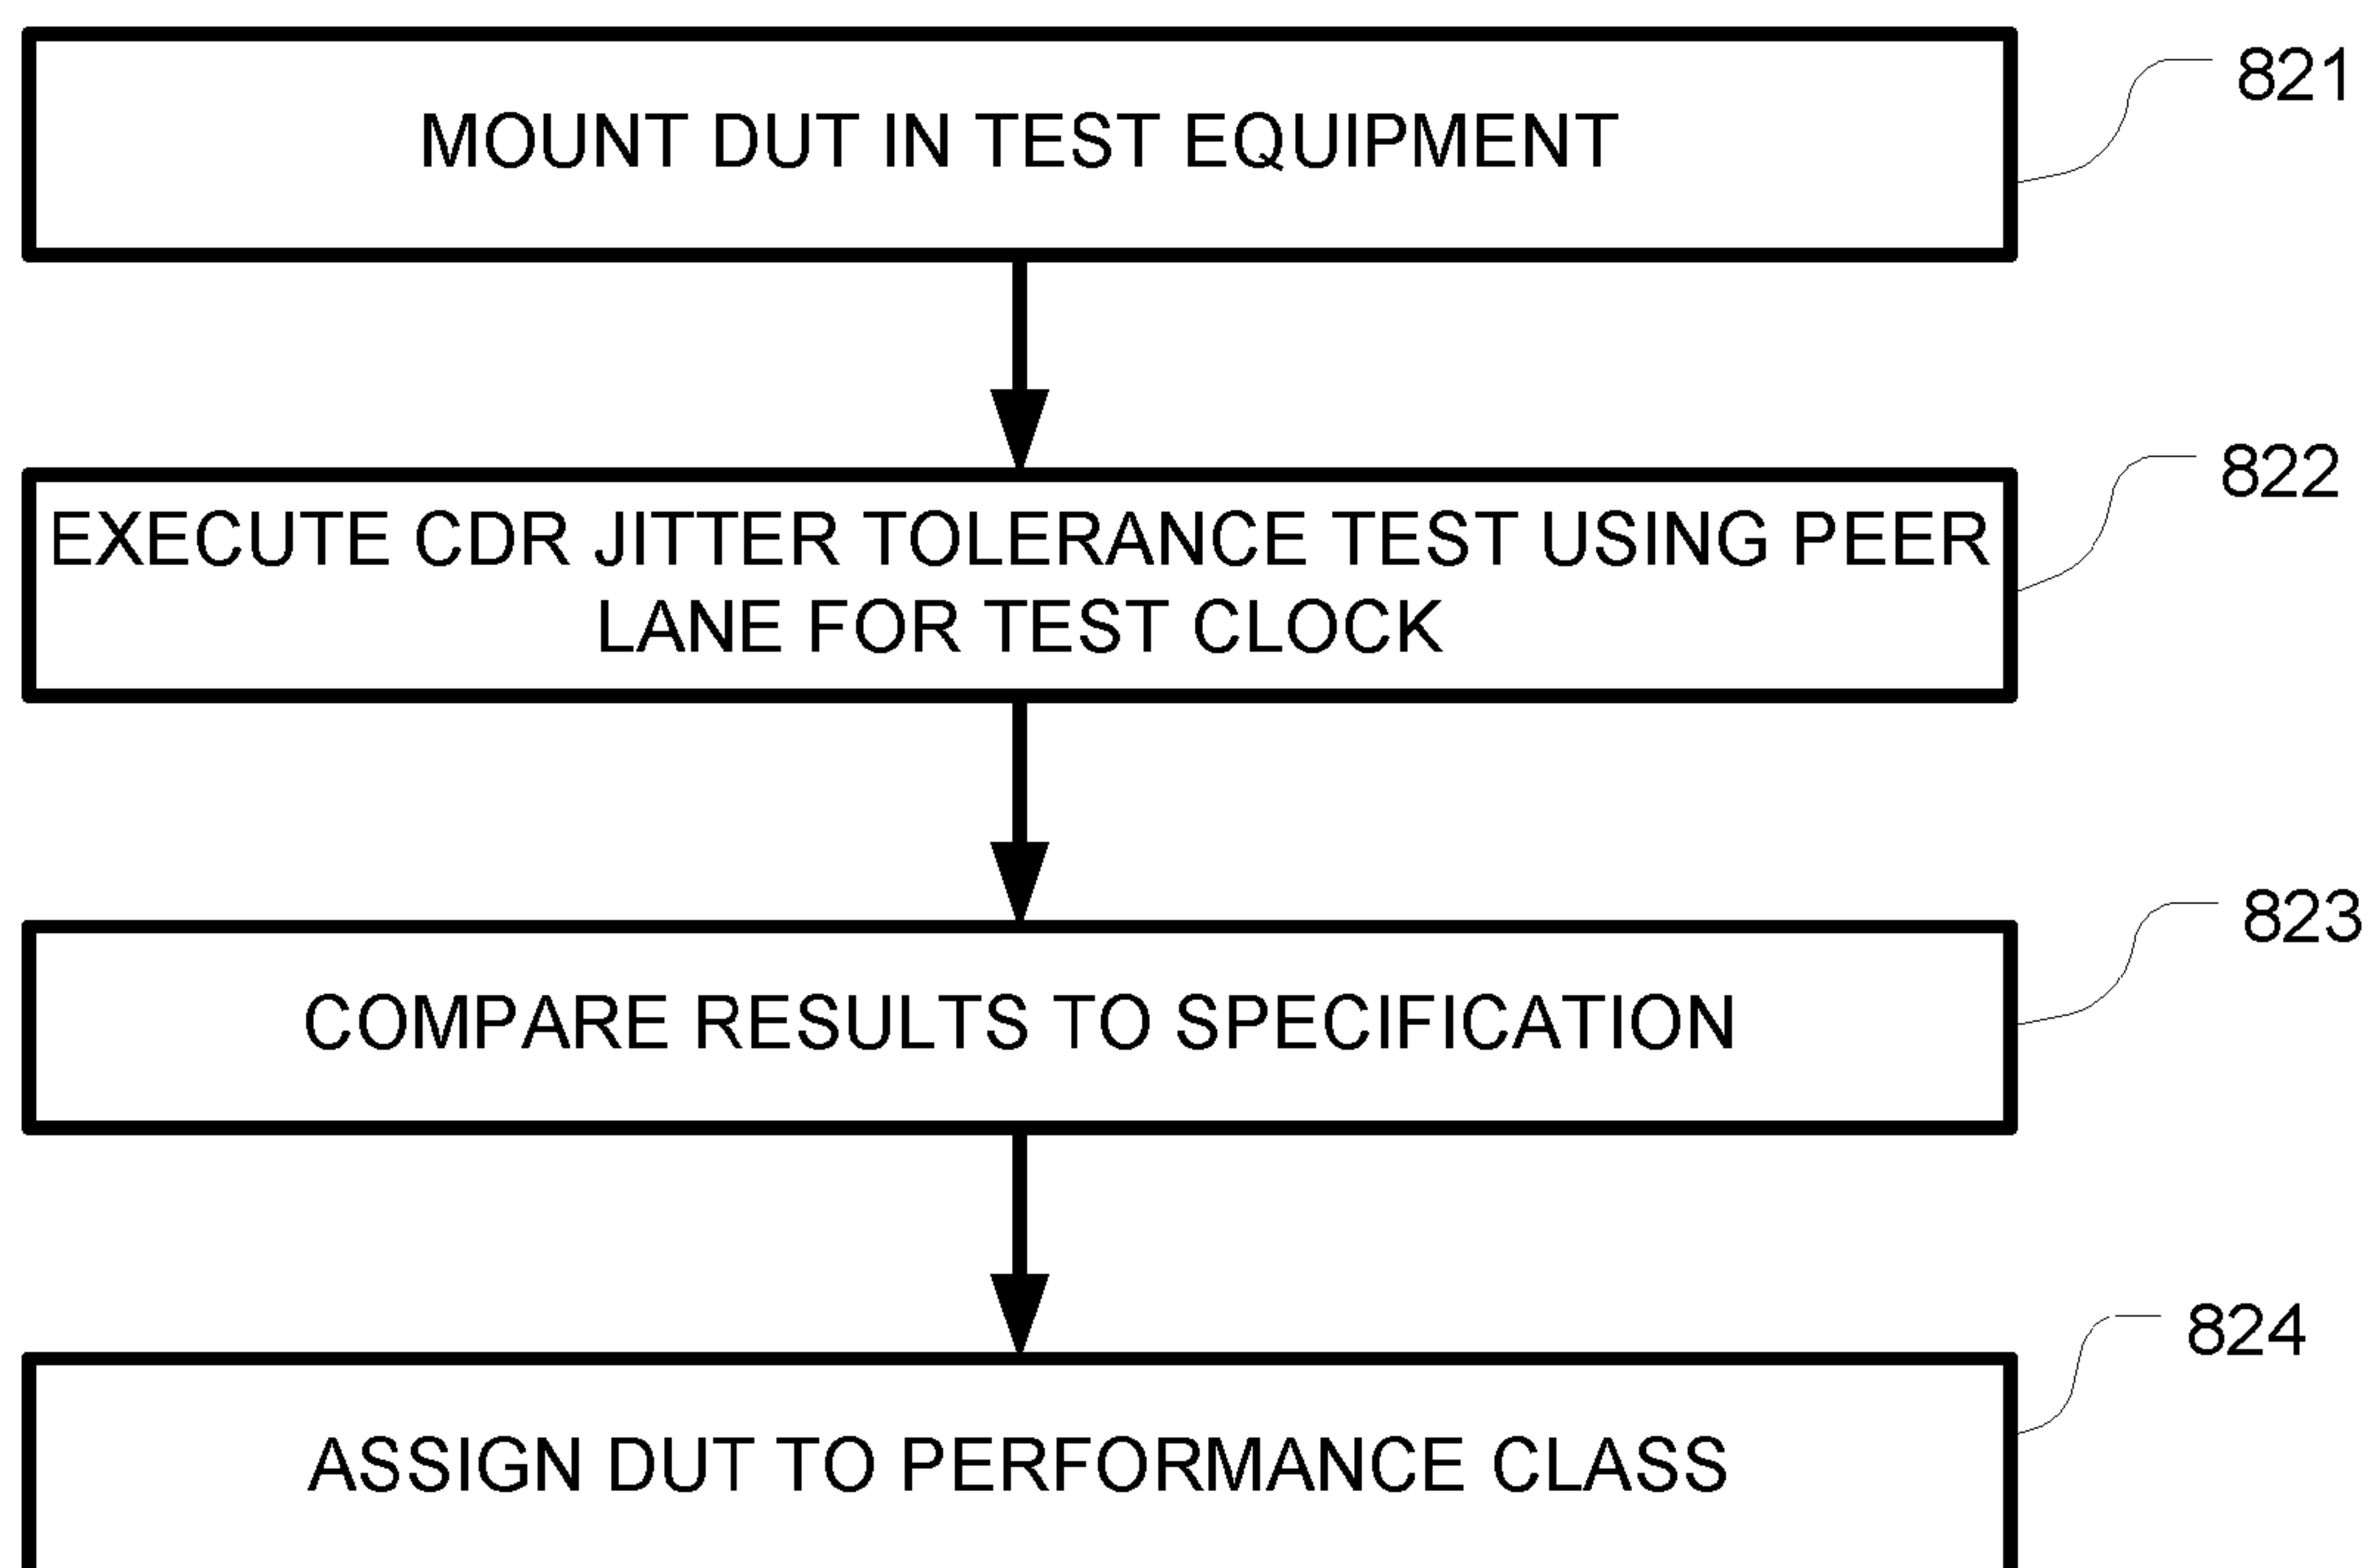 MOUNT DUT IN TEST EQUIPMENT
821
EXECUTE CDR JITTER TOLERANCE TEST USING PEER
LANE FOR TEST CLOCK
822
COMPARE RESULTS TO SPECIFICATION
823
ASSIGN DUT TO PERFORMANCE CLASS
824